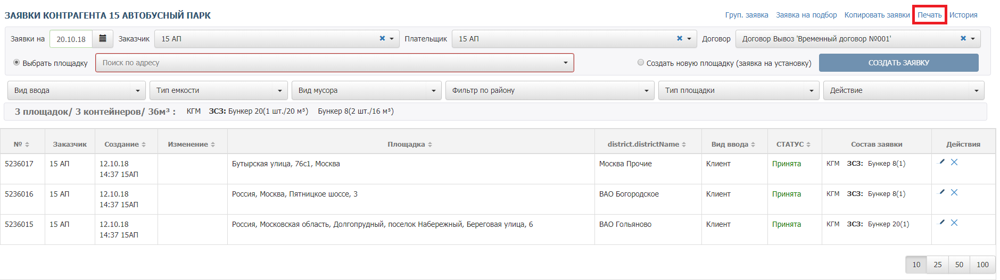 ЗАЯВКИ КОНТРАГЕНТА 15 АВТОБУСНЫЙ ПАРК
Груп. заявка Заявка на подбор Копировать заявки Печать История
Заявки на 20.10.18 Заказчик 15 АП Плательщик 15 АП Договор Договор Вывоз 'Временный договор №001'
Выбрать площадку Поиск по адресу Создать новую площадку (заявка на установку) СОЗДАТЬ ЗАЯВКУ
Вид ввода Тип емкости Вид мусора Фильтр по району Тип площадки Действие
3 площадок/ 3 контейнеров/ 36м³ : КГМ ЗСЗ: Бункер 20(1 шт./20 м³) Бункер 8(2 шт./16 м³)
№ Заказчик Создание Изменение Площадка district.districtName Вид ввода СТАТУС Состав заявки Действия
5236017 15 АП 12.10.18 Бутырская улица, 76с1, Москва Москва Прочие Клиент Принята КГМ ЗСЗ: Бункер 8(1)
14:37 15АП
5236016 15 АП 12.10.18 Россия, Москва, Пятницкое шоссе, 3 ВАО Богородское Клиент Принята КГМ ЗСЗ: Бункер 8(1)
14:37 15АП
5236015 15 АП 12.10.18 Россия, Московская область, Долгопрудный, поселок Набережный, Береговая улица, 6 ВАО Гольяново Клиент Принята КГМ ЗСЗ: Бункер 20(1)
14:37 15АП
10 25 50 100